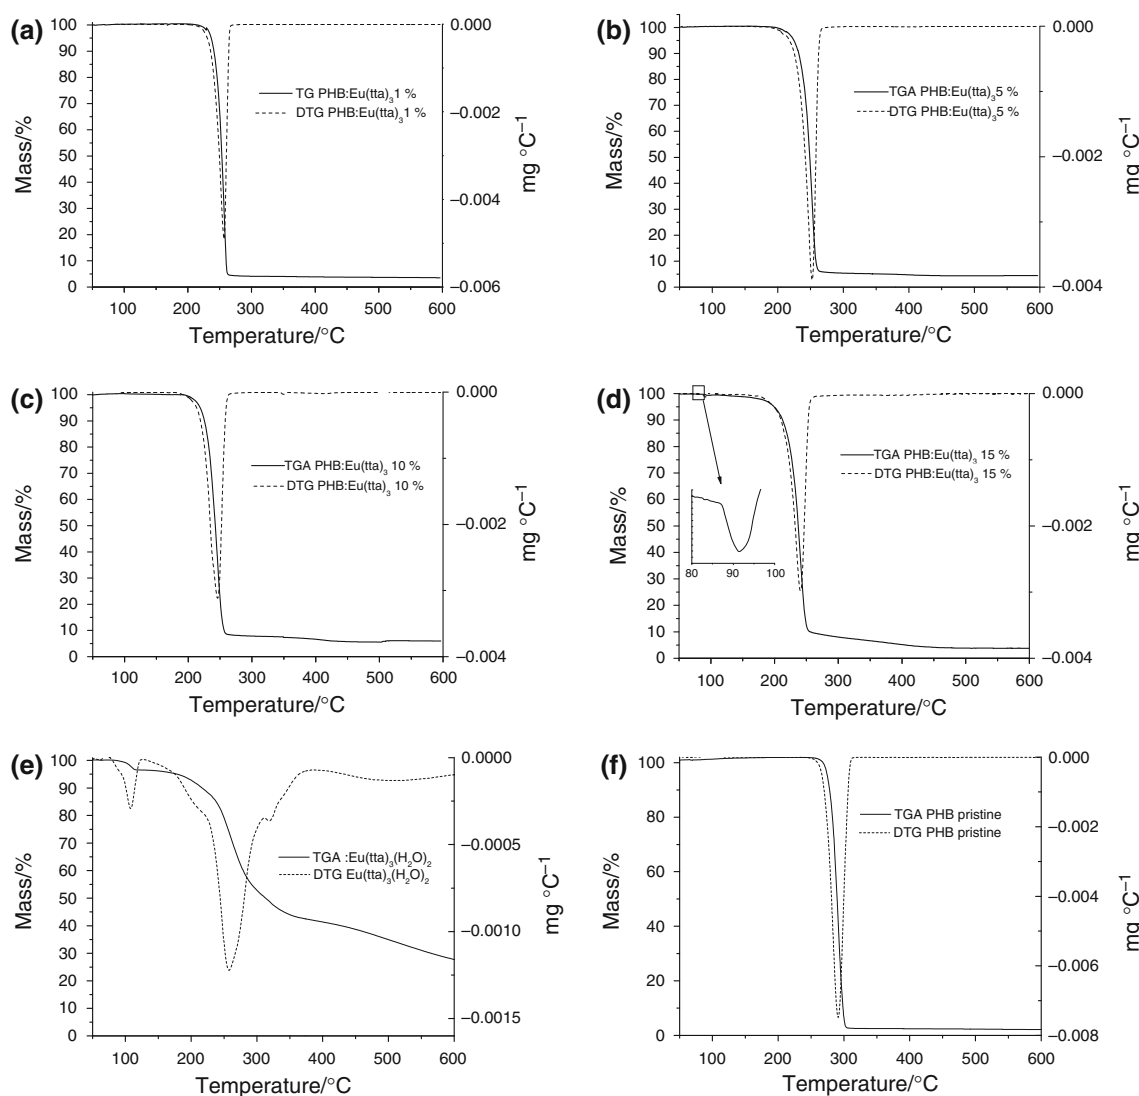 (a)
100
90
80
70
60
50
40
30
20
10
0
Mass/%
TG PHB:Eu(tta)₃1 %
DTG PHB:Eu(tta)₃1 %
0.000
−0.002
−0.004
−0.006
mg °C⁻¹
100 200 300 400 500 600
Temperature/°C
(b)
100
90
80
70
60
50
40
30
20
10
0
Mass/%
TGA PHB:Eu(tta)₃5 %
DTG PHB:Eu(tta)₃5 %
0.000
−0.002
−0.004
mg °C⁻¹
100 200 300 400 500 600
Temperature/°C
(c)
100
90
80
70
60
50
40
30
20
10
0
Mass/%
TGA PHB:Eu(tta)₃ 10 %
DTG PHB:Eu(tta)₃ 10 %
0.000
−0.002
−0.004
mg °C⁻¹
100 200 300 400 500 600
Temperature/°C
(d)
100
90
80
70
60
50
40
30
20
10
0
Mass/%
TGA PHB:Eu(tta)₃ 15 %
DTG PHB:Eu(tta)₃ 15 %
80 90 100
0.000
−0.002
−0.004
mg °C⁻¹
100 200 300 400 500 600
Temperature/°C
(e)
100
90
80
70
60
50
40
30
20
10
0
Mass/%
TGA :Eu(tta)₃(H₂O)₂
DTG Eu(tta)₃(H₂O)₂
0.0000
−0.0005
−0.0010
−0.0015
mg °C⁻¹
100 200 300 400 500 600
Temperature/°C
(f)
100
80
60
40
20
0
Mass/%
TGA PHB pristine
DTG PHB pristine
0.000
−0.002
−0.004
−0.006
−0.008
mg °C⁻¹
100 200 300 400 500 600
Temperature/°C